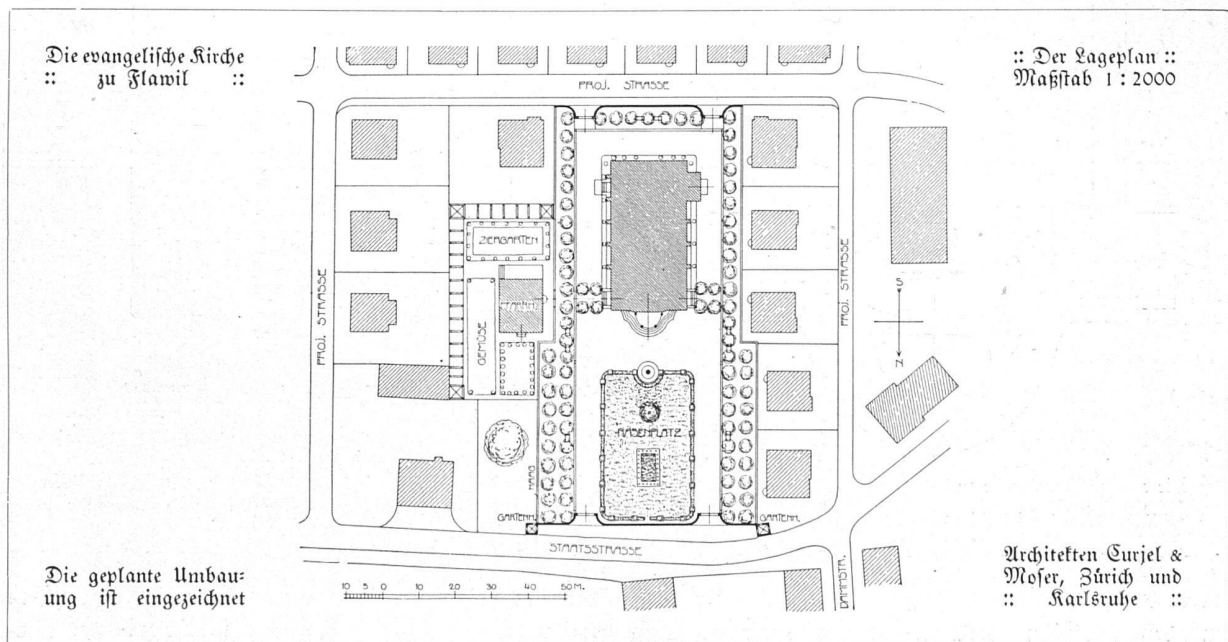 Die evangelische Kirche
:: zu Flawil ::
:: Der Lageplan ::
Maßstab 1 : 2000
PROJ. STRASSE
ZIERGARTEN
PROJ. STRASSE
PROJ. STRASSE
GEMÜSE
S
N
RASENPLATZ
HAAG
GARTENH.
GARTENH.
STAATSSTRASSE
DAMMSTR.
10 5 0 10 20 30 40 50 M.
Die geplante Umbau=
ung ist eingezeichnet
Architekten Curjel &
Moser, Zürich und
:: Karlsruhe ::